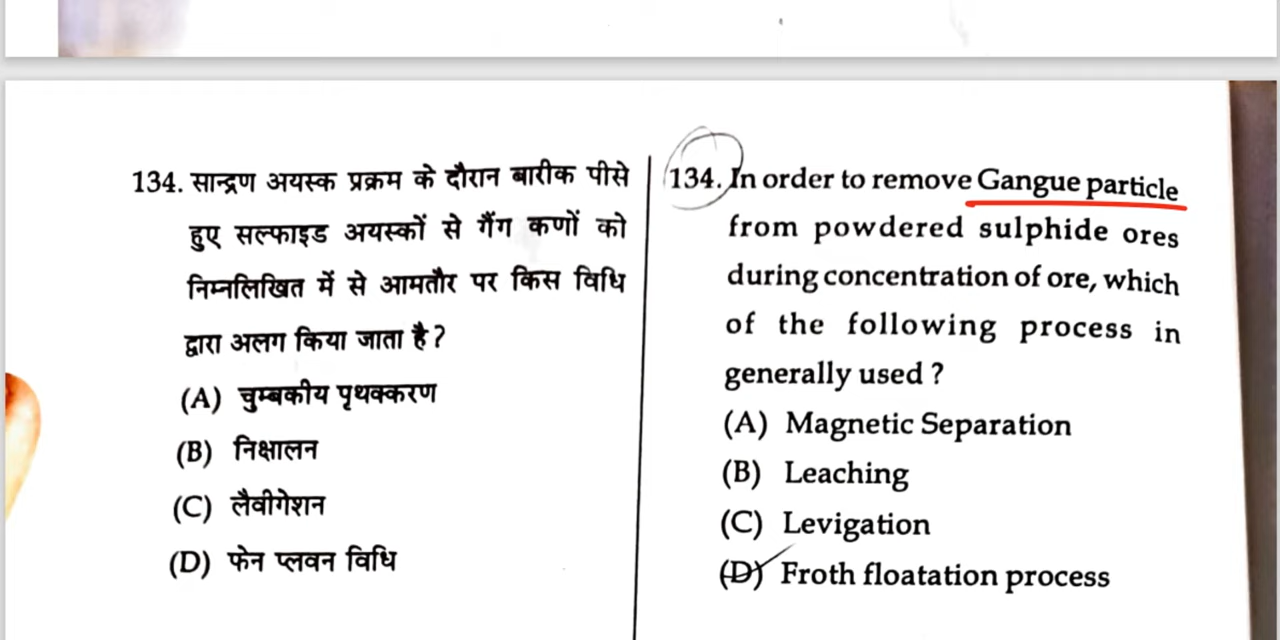 134. सान्द्रण अयस्क प्रक्रम के दौरान बारीक पीसे
हुए सल्फाइड अयस्कों से गैंग कणों को
निम्नलिखित में से आमतौर पर किस विधि
द्वारा अलग किया जाता है ?
(A) चुम्बकीय पृथक्करण
(B) निक्षालन
(C) लैवीगेशन
(D) फेन प्लवन विधि
134. In order to remove Gangue particle
from powdered sulphide ores
during concentration of ore, which
of the following process in
generally used ?
(A) Magnetic Separation
(B) Leaching
(C) Levigation
(D) Froth floatation process